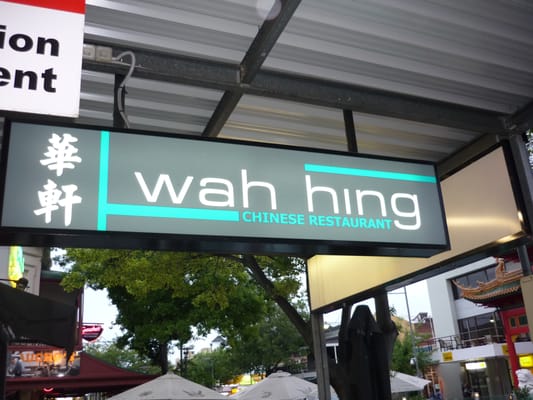 ion
ent
華軒
wah hing
CHINESE RESTAURANT